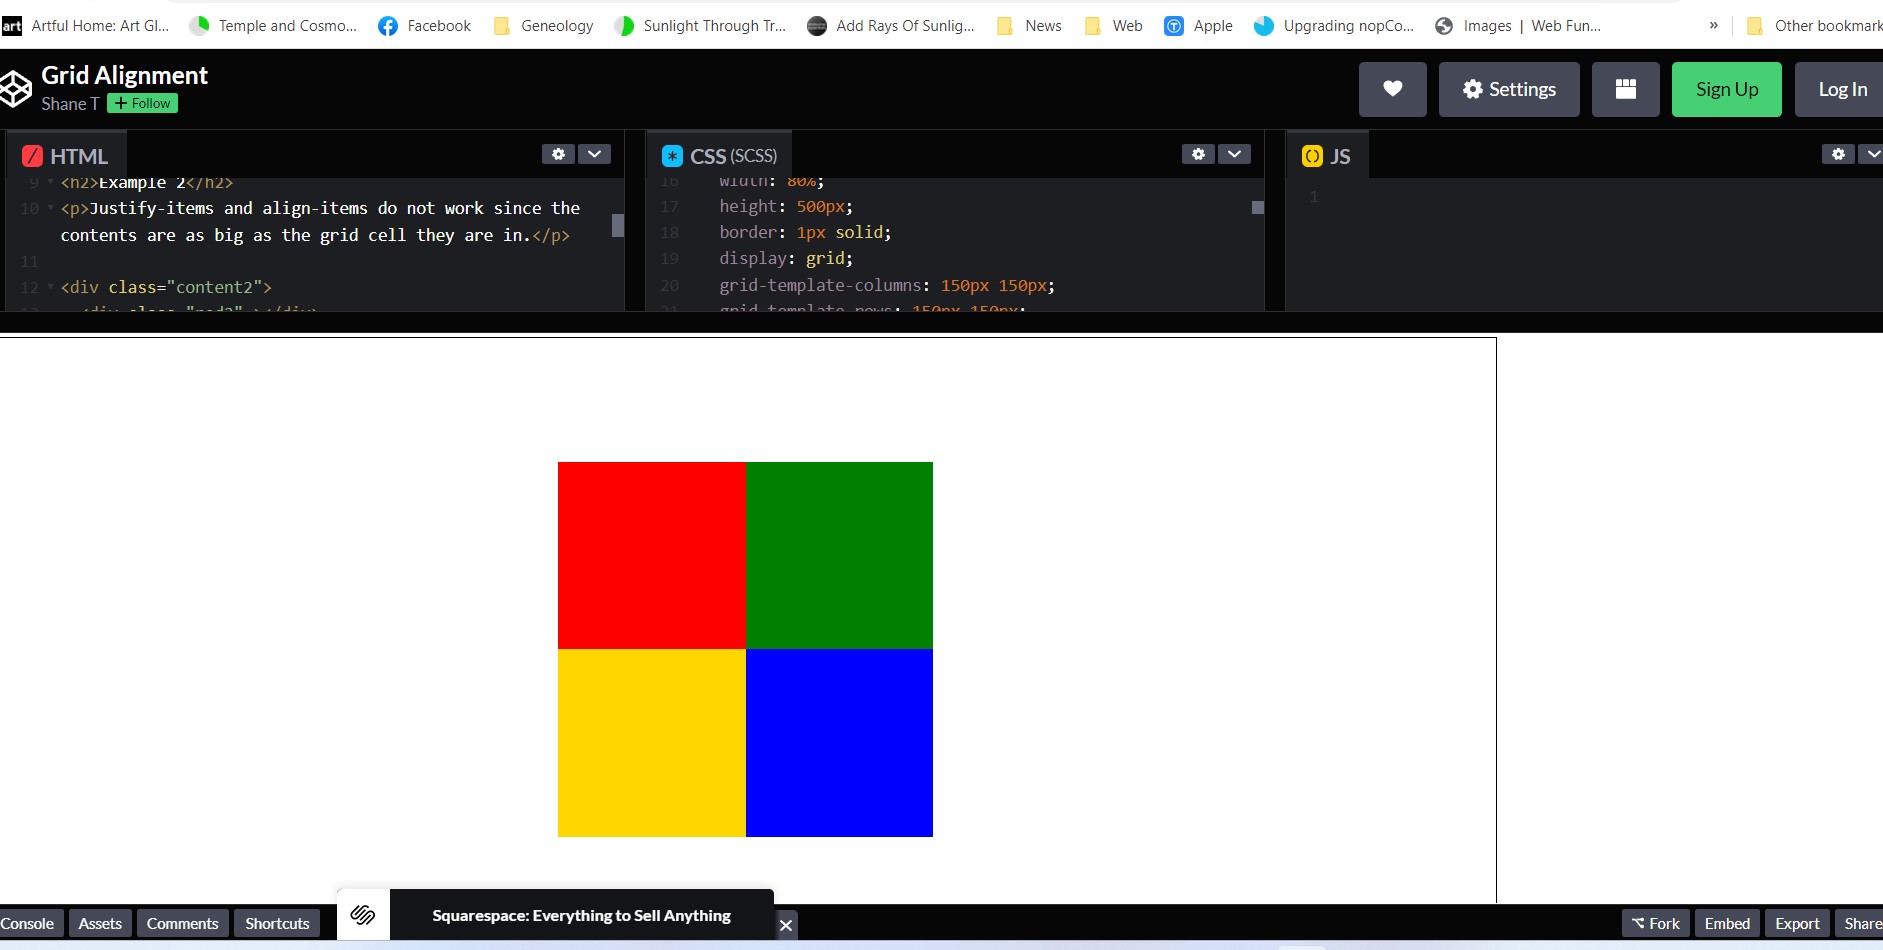 art Artful Home: Art Gl... Temple and Cosmo... Facebook Geneology Sunlight Through Tr... Add Rays Of Sunlig... News Web Apple Upgrading nopCo... Images | Web Fun... » Other bookmark
Grid Alignment
Shane T + Follow
Settings Sign Up Log In
HTML
9 <h2>Example 2</h2>
10 <p>Justify-items and align-items do not work since the
contents are as big as the grid cell they are in.</p>
11
12 <div class="content2">
<div class="red2" ></div>
CSS (SCSS)
16 width: 80%;
17 height: 500px;
18 border: 1px solid;
19 display: grid;
20 grid-template-columns: 150px 150px;
21 grid-template-rows: 150px 150px;
JS
1
Console Assets Comments Shortcuts
Squarespace: Everything to Sell Anything
Fork Embed Export Share